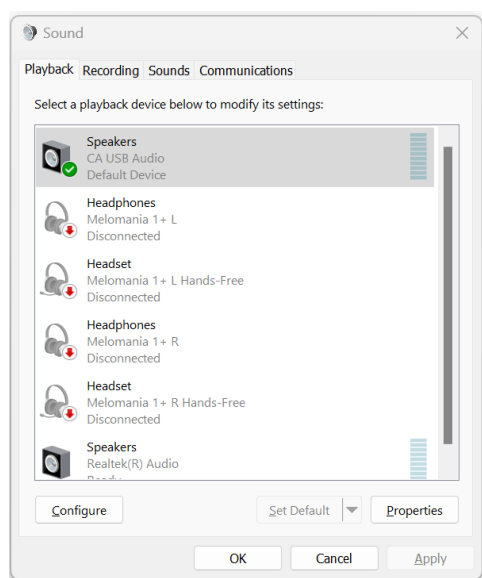 Sound
Playback Recording Sounds Communications
Select a playback device below to modify its settings:
Speakers
CA USB Audio
Default Device
Headphones
Melomania 1+ L
Disconnected
Headset
Melomania 1+ L Hands-Free
Disconnected
Headphones
Melomania 1+ R
Disconnected
Headset
Melomania 1+ R Hands-Free
Disconnected
Speakers
Realtek(R) Audio
Configure Set Default Properties
OK Cancel Apply